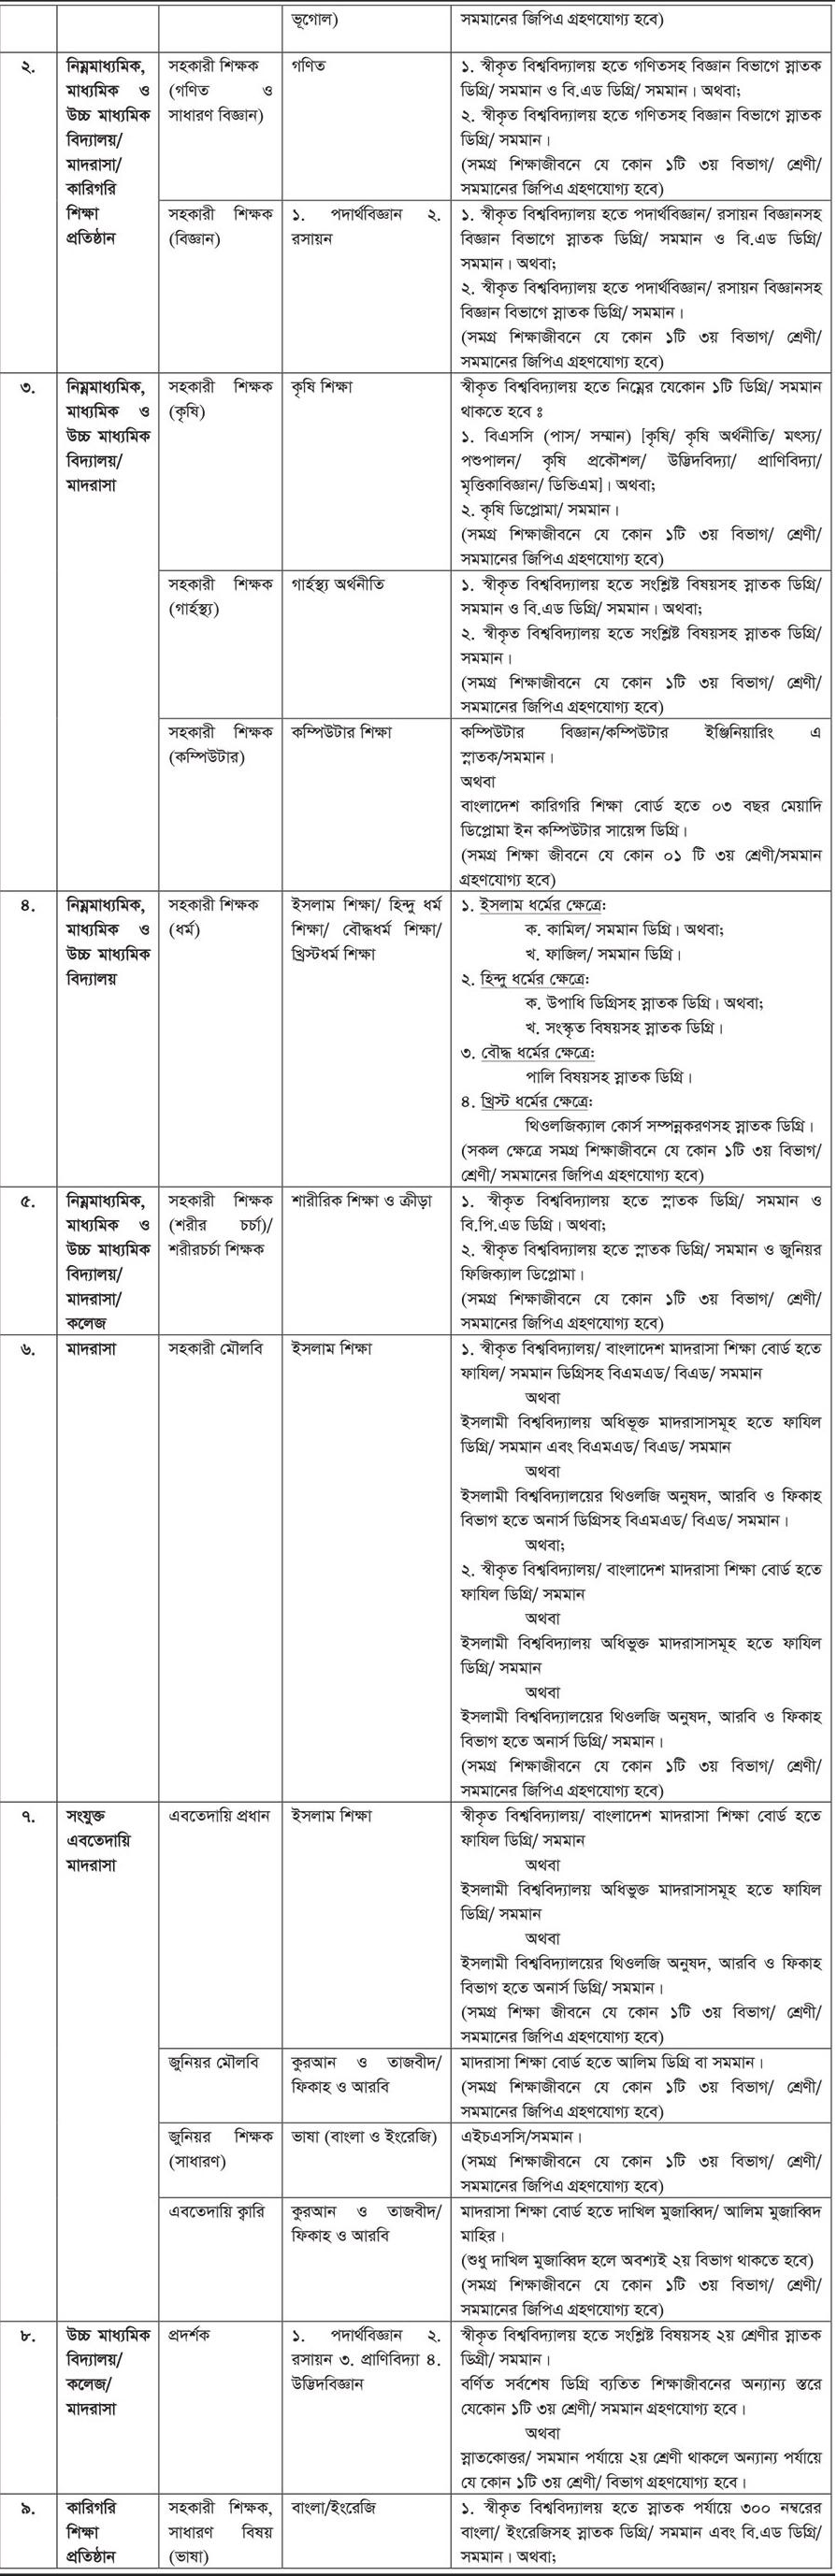 ভূগোল)
সমমানের জিপিএ গ্রহণযোগ্য হবে)
২.
নিম্নমাধ্যমিক,
মাধ্যমিক ও
উচ্চ মাধ্যমিক
বিদ্যালয়/
মাদরাসা/
কারিগরি
শিক্ষা
প্রতিষ্ঠান
সহকারী শিক্ষক
(গণিত ও
সাধারণ বিজ্ঞান)
গণিত
১. স্বীকৃত বিশ্ববিদ্যালয় হতে গণিতসহ বিজ্ঞান বিভাগে স্নাতক
ডিগ্রি/ সমমান ও বি.এড ডিগ্রি/ সমমান। অথবা;
২. স্বীকৃত বিশ্ববিদ্যালয় হতে গণিতসহ বিজ্ঞান বিভাগে স্নাতক
ডিগ্রি/ সমমান।
(সমগ্র শিক্ষাজীবনে যে কোন ১টি ৩য় বিভাগ/ শ্রেণী/
সমমানের জিপিএ গ্রহণযোগ্য হবে)
সহকারী শিক্ষক
(বিজ্ঞান)
১. পদার্থবিজ্ঞান ২.
রসায়ন
১. স্বীকৃত বিশ্ববিদ্যালয় হতে পদার্থবিজ্ঞান/ রসায়ন বিজ্ঞানসহ
বিজ্ঞান বিভাগে স্নাতক ডিগ্রি/ সমমান ও বি.এড ডিগ্রি/
সমমান। অথবা;
২. স্বীকৃত বিশ্ববিদ্যালয় হতে পদার্থবিজ্ঞান/ রসায়ন বিজ্ঞানসহ
বিজ্ঞান বিভাগে স্নাতক ডিগ্রি/ সমমান।
(সমগ্র শিক্ষাজীবনে যে কোন ১টি ৩য় বিভাগ/ শ্রেণী/
সমমানের জিপিএ গ্রহণযোগ্য হবে)
৩.
নিম্নমাধ্যমিক,
মাধ্যমিক ও
উচ্চ মাধ্যমিক
বিদ্যালয়/
মাদরাসা
সহকারী শিক্ষক
(কৃষি)
কৃষি শিক্ষা
স্বীকৃত বিশ্ববিদ্যালয় হতে নিম্নের যেকোন ১টি ডিগ্রি/ সমমান
থাকতে হবে ঃ
১. বিএসসি (পাস/ সম্মান) [কৃষি/ কৃষি অর্থনীতি/ মৎস্য/
পশুপালন/ কৃষি প্রকৌশল/ উদ্ভিদবিদ্যা/ প্রাণিবিদ্যা/
মৃত্তিকাবিজ্ঞান/ ডিভিএম]। অথবা;
২. কৃষি ডিপ্লোমা/ সমমান।
(সমগ্র শিক্ষাজীবনে যে কোন ১টি ৩য় বিভাগ/ শ্রেণী/
সমমানের জিপিএ গ্রহণযোগ্য হবে)
সহকারী শিক্ষক
(গার্হস্থ্য)
গার্হস্থ্য অর্থনীতি
১. স্বীকৃত বিশ্ববিদ্যালয় হতে সংশ্লিষ্ট বিষয়সহ স্নাতক ডিগ্রি/
সমমান ও বি.এড ডিগ্রি/ সমমান। অথবা;
২. স্বীকৃত বিশ্ববিদ্যালয় হতে সংশ্লিষ্ট বিষয়সহ স্নাতক ডিগ্রি/
সমমান।
(সমগ্র শিক্ষাজীবনে যে কোন ১টি ৩য় বিভাগ/ শ্রেণী/
সমমানের জিপিএ গ্রহণযোগ্য হবে)
সহকারী শিক্ষক
(কম্পিউটার)
কম্পিউটার শিক্ষা
কম্পিউটার বিজ্ঞান/কম্পিউটার ইঞ্জিনিয়ারিং এ
স্নাতক/সমমান।
অথবা
বাংলাদেশ কারিগরি শিক্ষা বোর্ড হতে ০৩ বছর মেয়াদি
ডিপ্লোমা ইন কম্পিউটার সায়েন্স ডিগ্রি।
(সমগ্র শিক্ষা জীবনে যে কোন ০১ টি ৩য় শ্রেণী/সমমান
গ্রহণযোগ্য হবে)
৪.
নিম্নমাধ্যমিক,
মাধ্যমিক ও
উচ্চ মাধ্যমিক
বিদ্যালয়
সহকারী শিক্ষক
(ধর্ম)
ইসলাম শিক্ষা/ হিন্দু ধর্ম
শিক্ষা/ বৌদ্ধধর্ম শিক্ষা/
খ্রিস্টধর্ম শিক্ষা
১. ইসলাম ধর্মের ক্ষেত্রে:
ক. কামিল/ সমমান ডিগ্রি। অথবা;
খ. ফাজিল/ সমমান ডিগ্রি।
২. হিন্দু ধর্মের ক্ষেত্রে:
ক. উপাধি ডিগ্রিসহ স্নাতক ডিগ্রি। অথবা;
খ. সংস্কৃত বিষয়সহ স্নাতক ডিগ্রি।
৩. বৌদ্ধ ধর্মের ক্ষেত্রে:
পালি বিষয়সহ স্নাতক ডিগ্রি।
৪. খ্রিস্ট ধর্মের ক্ষেত্রে:
থিওলজিক্যাল কোর্স সম্পন্নকরণসহ স্নাতক ডিগ্রি।
(সকল ক্ষেত্রে সমগ্র শিক্ষাজীবনে যে কোন ১টি ৩য় বিভাগ/
শ্রেণী/ সমমানের জিপিএ গ্রহণযোগ্য হবে)
৫.
নিম্নমাধ্যমিক,
মাধ্যমিক ও
উচ্চ মাধ্যমিক
বিদ্যালয়/
মাদরাসা/
কলেজ
সহকারী শিক্ষক
(শরীর চর্চা)/
শরীরচর্চা শিক্ষক
শারীরিক শিক্ষা ও ক্রীড়া
১. স্বীকৃত বিশ্ববিদ্যালয় হতে স্নাতক ডিগ্রি/ সমমান ও
বি.পি.এড ডিগ্রি। অথবা;
২. স্বীকৃত বিশ্ববিদ্যালয় হতে স্নাতক ডিগ্রি/ সমমান ও জুনিয়র
ফিজিক্যাল ডিপ্লোমা।
(সমগ্র শিক্ষাজীবনে যে কোন ১টি ৩য় বিভাগ/ শ্রেণী/
সমমানের জিপিএ গ্রহণযোগ্য হবে)
৬.
মাদরাসা
সহকারী মৌলবি
ইসলাম শিক্ষা
১. স্বীকৃত বিশ্ববিদ্যালয়/ বাংলাদেশ মাদরাসা শিক্ষা বোর্ড হতে
ফাযিল/ সমমান ডিগ্রিসহ বিএমএড/ বিএড/ সমমান
অথবা
ইসলামী বিশ্ববিদ্যালয় অধিভূক্ত মাদরাসাসমূহ হতে ফাযিল
ডিগ্রি/ সমমান এবং বিএমএড/ বিএড/ সমমান
অথবা
ইসলামী বিশ্ববিদ্যালয়ের থিওলজি অনুষদ, আরবি ও ফিকাহ
বিভাগ হতে অনার্স ডিগ্রিসহ বিএমএড/ বিএড/ সমমান।
অথবা;
২. স্বীকৃত বিশ্ববিদ্যালয়/ বাংলাদেশ মাদরাসা শিক্ষা বোর্ড হতে
ফাযিল ডিগ্রি/ সমমান
অথবা
ইসলামী বিশ্ববিদ্যালয় অধিভুক্ত মাদরাসাসমূহ হতে ফাযিল
ডিগ্রি/ সমমান
অথবা
ইসলামী বিশ্ববিদ্যালয়ের থিওলজি অনুষদ, আরবি ও ফিকাহ
বিভাগ হতে অনার্স ডিগ্রি/ সমমান।
(সমগ্র শিক্ষাজীবনে যে কোন ১টি ৩য় বিভাগ/ শ্রেণী/
সমমানের জিপিএ গ্রহণযোগ্য হবে)
৭.
সংযুক্ত
এবতেদায়ি
মাদরাসা
এবতেদায়ি প্রধান
ইসলাম শিক্ষা
স্বীকৃত বিশ্ববিদ্যালয়/ বাংলাদেশ মাদরাসা শিক্ষা বোর্ড হতে
ফাযিল ডিগ্রি/ সমমান
অথবা
ইসলামী বিশ্ববিদ্যালয় অধিভুক্ত মাদরাসাসমূহ হতে ফাযিল
ডিগ্রি/ সমমান
অথবা
ইসলামী বিশ্ববিদ্যালয়ের থিওলজি অনুষদ, আরবি ও ফিকাহ
বিভাগ হতে অনার্স ডিগ্রি/ সমমান।
(সমগ্র শিক্ষা জীবনে যে কোন ১টি ৩য় বিভাগ/ শ্রেণী/
সমমানের জিপিএ গ্রহণযোগ্য হবে)
জুনিয়র মৌলবি
কুরআন ও তাজবীদ/
ফিকাহ ও আরবি
মাদরাসা শিক্ষা বোর্ড হতে আলিম ডিগ্রি বা সমমান।
(সমগ্র শিক্ষাজীবনে যে কোন ১টি ৩য় বিভাগ/ শ্রেণী/
সমমানের জিপিএ গ্রহণযোগ্য হবে)
জুনিয়র শিক্ষক
(সাধারণ)
ভাষা (বাংলা ও ইংরেজি)
এইচএসসি/সমমান।
(সমগ্র শিক্ষাজীবনে যে কোন ১টি ৩য় বিভাগ/ শ্রেণী/
সমমানের জিপিএ গ্রহণযোগ্য হবে)
এবতেদায়ি ক্বারি
কুরআন ও তাজবীদ/
ফিকাহ ও আরবি
মাদরাসা শিক্ষা বোর্ড হতে দাখিল মুজাব্বিদ/ আলিম মুজাব্বিদ
মাহির।
(শুধু দাখিল মুজাব্বিদ হলে অবশ্যই ২য় বিভাগ থাকতে হবে)
(সমগ্র শিক্ষাজীবনে যে কোন ১টি ৩য় বিভাগ/ শ্রেণী/
সমমানের জিপিএ গ্রহণযোগ্য হবে)
৮.
উচ্চ মাধ্যমিক
বিদ্যালয়/
কলেজ/
মাদরাসা
প্রদর্শক
১. পদার্থবিজ্ঞান ২.
রসায়ন ৩. প্রাণিবিদ্যা ৪.
উদ্ভিদবিজ্ঞান
স্বীকৃত বিশ্ববিদ্যালয় হতে সংশ্লিষ্ট বিষয়সহ ২য় শ্রেণীর স্নাতক
ডিগ্রী/ সমমান।
বর্ণিত সর্বশেষ ডিগ্রি ব্যতিত শিক্ষাজীবনের অন্যান্য স্তরে
যেকোন ১টি ৩য় শ্রেণী/ সমমান গ্রহণযোগ্য হবে।
অথবা
স্নাতকোত্তর/ সমমান পর্যায়ে ২য় শ্রেণী থাকলে অন্যান্য পর্যায়ে
যে কোন ১টি ৩য় শ্রেণী/ বিভাগ গ্রহণযোগ্য হবে।
৯.
কারিগরি
শিক্ষা
প্রতিষ্ঠান
সহকারী শিক্ষক,
সাধারণ বিষয়
(ভাষা)
বাংলা/ইংরেজি
১. স্বীকৃত বিশ্ববিদ্যালয় হতে স্নাতক পর্যায়ে ৩০০ নম্বরের
বাংলা/ ইংরেজিসহ স্নাতক ডিগ্রি/ সমমান এবং বি.এড ডিগ্রি/
সমমান। অথবা;